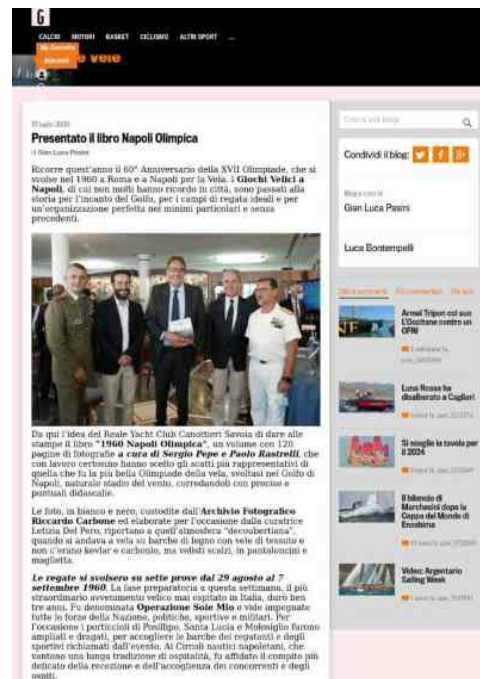 G
CALCIO MOTORI BASKET CICLISMO ALTRI SPORT ...
e vele
10 luglio 2020
Presentato il libro Napoli Olimpica
di Gian Luca Pasini
Ricorre quest'anno il 60° Anniversario della XVII Olimpiade, che si
svolse nel 1960 a Roma e a Napoli per la Vela. I Giochi Velici a
Napoli, di cui non molti hanno ricordo in città, sono passati alla
storia per l'incanto del Golfo, per i campi di regata ideali e per
un'organizzazione perfetta nei minimi particolari e senza
precedenti.
Da qui l'idea del Reale Yacht Club Canottieri Savoia di dare alle
stampe il libro "1960 Napoli Olimpica", un volume con 120
pagine di fotografie a cura di Sergio Pepe e Paolo Rastrelli, che
con lavoro certosino hanno scelto gli scatti più rappresentativi di
quella che fu la più bella Olimpiade della vela, svoltasi nel Golfo di
Napoli, naturale stadio del vento, corredandoli con precise e
puntuali didascalie.
Le foto, in bianco e nero, custodite dall'Archivio Fotografico
Riccardo Carbone ed elaborate per l'occasione dalla curatrice
Letizia Del Pero, riportano a quell'atmosfera "decoubertiana",
quando si andava a vela su barche di legno con vele di tessuto e
non c'erano kevlar e carbonio, ma velisti scalzi, in pantaloncini e
maglietta.
Le regate si svolsero su sette prove dal 29 agosto al 7
settembre 1960. La fase preparatoria a questa settimana, il più
straordinario avvenimento velico mai ospitato in Italia, durò ben
tre anni. Fu denominata Operazione Sole Mio e vide impegnate
tutte le forze della Nazione, politiche, sportive e militari. Per
l'occasione i porticcioli di Posillipo, Santa Lucia e Molosiglio furono
ampliati e dragati, per accogliere le barche dei regatanti e degli
sportivi richiamati dall'evento. Ai Circoli nautici napoletani, che
vantano una lunga tradizione di ospitalità, fu affidato il compito più
delicato della recezione e dell'accoglienza dei concorrenti e degli
ospiti.
Condividi il blog:
Gian Luca Pasini
Luca Bontempelli
Armel Tripon col suo
L'Occitane contro un
OFNI
Luna Rossa ha
disalberato a Cagliari
Si sceglie la tavola per
il 2024
Il bilancio di
Marchesini dopo la
Coppa del Mondo di
Enoshima
Video: Argentario
Sailing Week